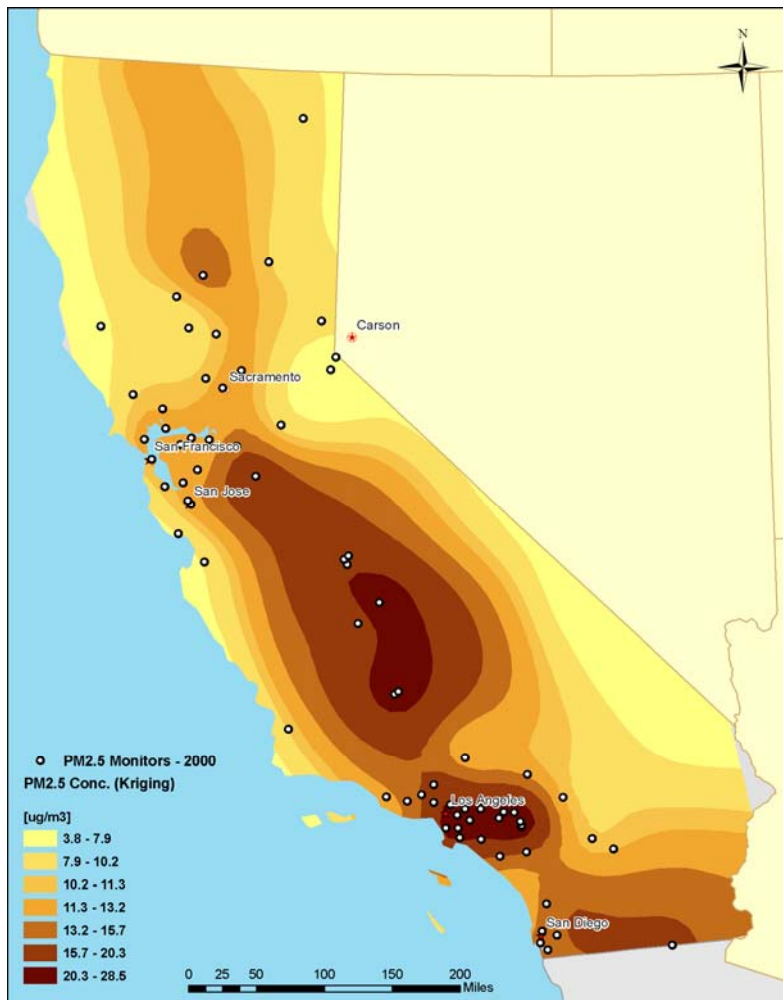 N
Carson
Sacramento
San Francisco
San Jose
PM2.5 Monitors - 2000
PM2.5 Conc. (Kriging)
Los Angeles
[ug/m3]
3.8 - 7.9
7.9 - 10.2
10.2 - 11.3
11.3 - 13.2
13.2 - 15.7
15.7 - 20.3
20.3 - 28.5
San Diego
0 25 50 100 150 200
Miles